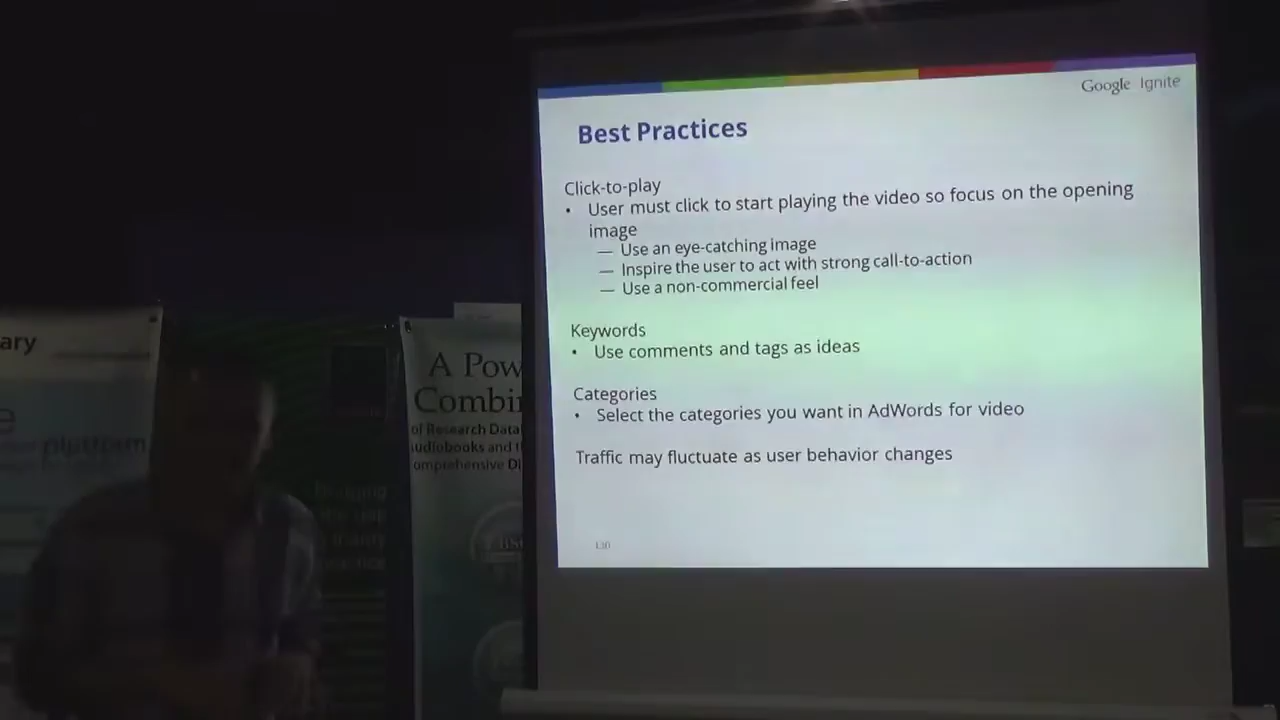 Google Ignite
Best Practices
Click-to-play
• User must click to start playing the video so focus on the opening
image
— Use an eye-catching image
— Inspire the user to act with strong call-to-action
— Use a non-commercial feel
Keywords
• Use comments and tags as ideas
Categories
• Select the categories you want in AdWords for video
Traffic may fluctuate as user behavior changes
130
ary
e
platform
A Pow
Combi
of Research Data
udiobooks and t
omprehensive Di